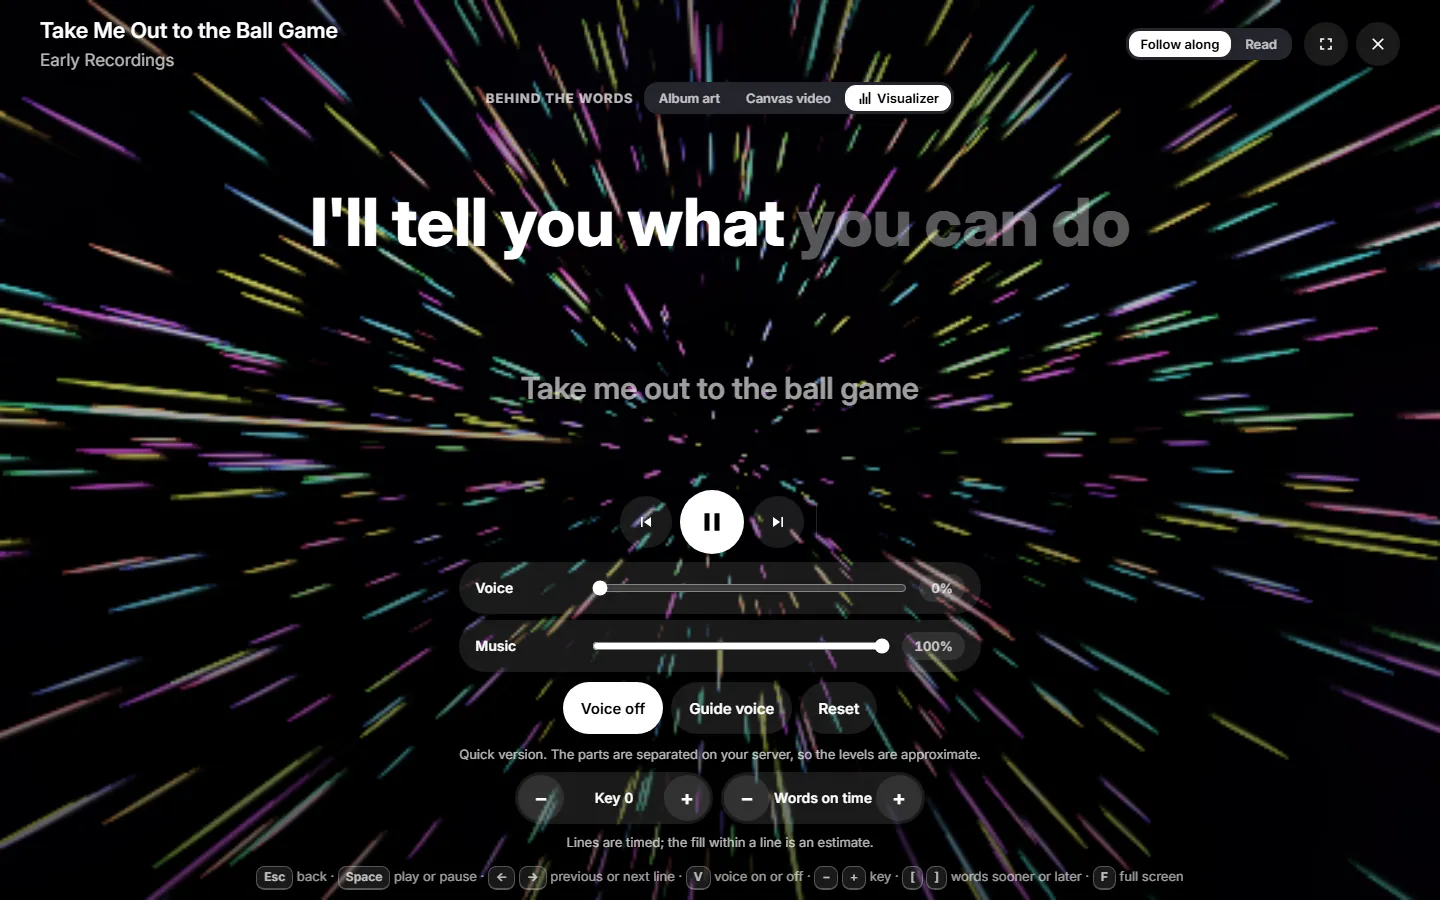 Take Me Out to the Ball Game
Early Recordings
Follow along Read
BEHIND THE WORDS Album art Canvas video Visualizer
I'll tell you what you can do
Take me out to the ball game
Voice 0%
Music 100%
Voice off Guide voice Reset
Quick version. The parts are separated on your server, so the levels are approximate.
− Key 0 + − Words on time +
Lines are timed; the fill within a line is an estimate.
Esc back · Space play or pause · ← → previous or next line · V voice on or off · − + key · [ ] words sooner or later · F full screen